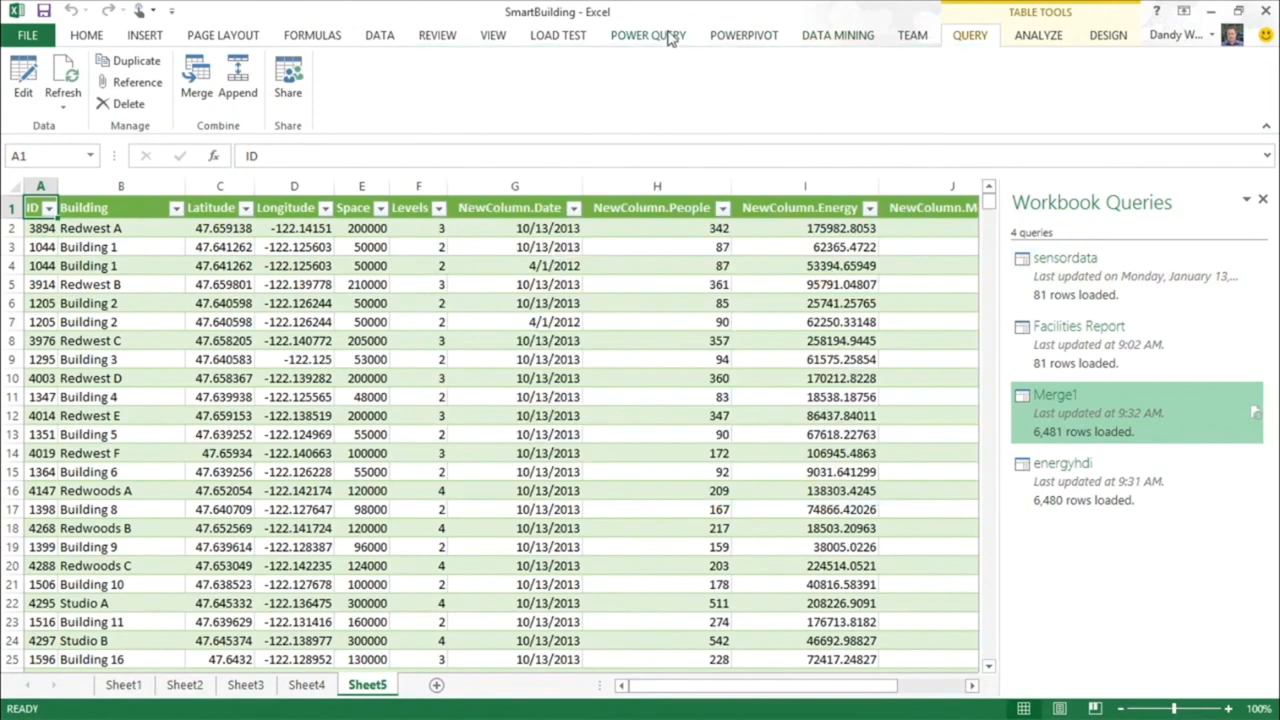 SmartBuilding - Excel
TABLE TOOLS
?
FILE HOME INSERT PAGE LAYOUT FORMULAS DATA REVIEW VIEW LOAD TEST POWER QUERY POWERPIVOT DATA MINING TEAM QUERY ANALYZE DESIGN Dandy W...
Duplicate
Reference
Delete
Edit Refresh Merge Append Share
Data Manage Combine Share
A1 fx ID
A B C D E F G H I J
1 ID Building Latitude Longitude Space Levels NewColumn.Date NewColumn.People NewColumn.Energy NewColumn.M
2 3894 Redwest A 47.659138 -122.14151 200000 3 10/13/2013 342 175982.8053
3 1044 Building 1 47.641262 -122.125503 50000 2 10/13/2013 87 62365.4722
4 1044 Building 1 47.641262 -122.125603 50000 2 4/1/2012 87 53394.65949
5 3914 Redwest B 47.659801 -122.139778 210000 3 10/13/2013 361 95791.04807
6 1205 Building 2 47.640598 -122.126244 50000 2 10/13/2013 85 25741.25765
7 1205 Building 2 47.640598 -122.126244 50000 2 4/1/2012 90 62250.33148
8 3976 Redwest C 47.658205 -122.140772 205000 3 10/13/2013 357 258194.9445
9 1295 Building 3 47.640583 -122.125 53000 2 10/13/2013 94 61575.25854
10 4003 Redwest D 47.658367 -122.139282 200000 3 10/13/2013 360 170212.8228
11 1347 Building 4 47.639938 -122.125365 48000 2 10/13/2013 83 18538.18756
12 4014 Redwest E 47.659153 -122.138519 200000 3 10/13/2013 347 86437.84011
13 1351 Building 5 47.639252 -122.124969 55000 2 10/13/2013 90 67618.22763
14 4019 Redwest F 47.65934 -122.140663 100000 3 10/13/2013 172 106945.4863
15 1364 Building 6 47.639256 -122.126228 55000 2 10/13/2013 92 9031.641299
16 4147 Redwoods A 47.652054 -122.142174 120000 4 10/13/2013 209 138303.4245
17 1398 Building 8 47.640709 -122.127647 98000 2 10/13/2013 167 74866.42026
18 4268 Redwoods B 47.652569 -122.141724 120000 4 10/13/2013 217 18503.20963
19 1399 Building 9 47.639614 -122.128387 96000 2 10/13/2013 159 38005.0226
20 4288 Redwoods C 47.653049 -122.142235 124000 4 10/13/2013 203 224514.0521
21 1506 Building 10 47.638523 -122.127678 100000 2 10/13/2013 178 40816.58391
22 4295 Studio A 47.645332 -122.136475 300000 4 10/13/2013 511 208226.9091
23 1516 Building 11 47.639629 -122.131416 160000 2 10/13/2013 274 176713.8182
24 4297 Studio B 47.645374 -122.138977 300000 4 10/13/2013 542 46692.98827
25 1596 Building 16 47.6432 -122.128952 130000 3 10/13/2013 228 72417.24827
Workbook Queries
4 queries
sensordata
Last updated on Monday, January 13,...
81 rows loaded.
Facilities Report
Last updated at 9:02 AM.
81 rows loaded.
Merge1
Last updated at 9:32 AM.
6,481 rows loaded.
energyhdi
Last updated at 9:31 AM.
6,480 rows loaded.
Sheet1 Sheet2 Sheet3 Sheet4 Sheet5
READY 100%